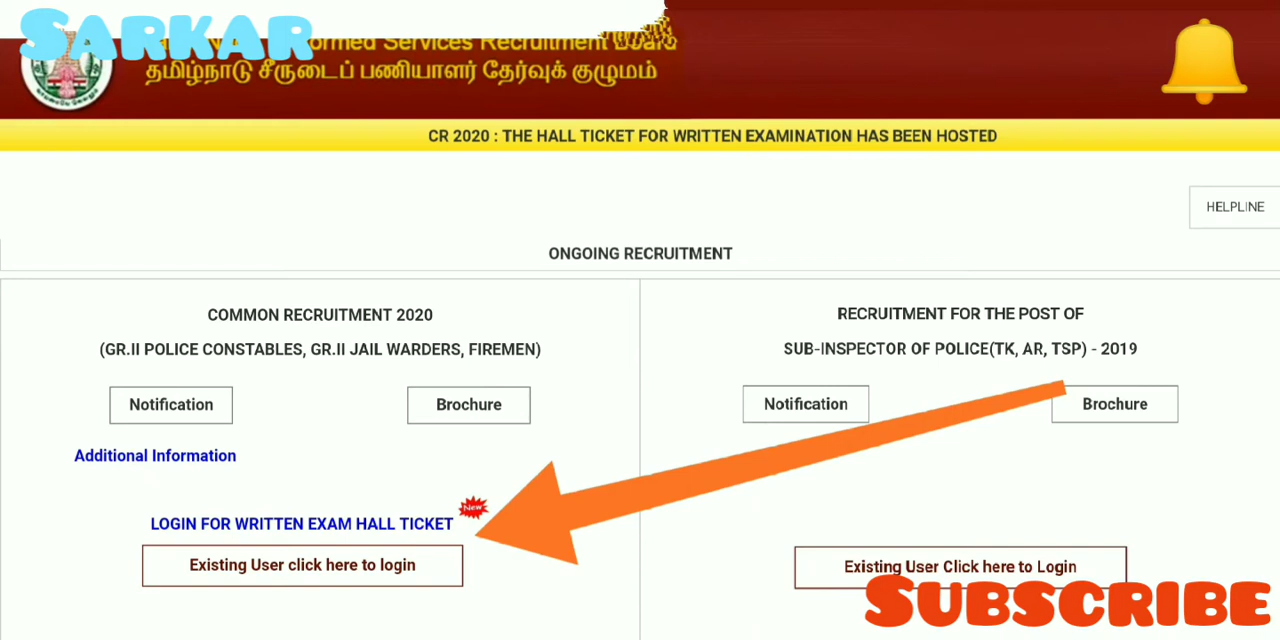 SARKAR
ormed Services Recruitment Board
தமிழ்நாடு சீருடைப் பணியாளர் தேர்வுக் குழுமம்
CR 2020 : THE HALL TICKET FOR WRITTEN EXAMINATION HAS BEEN HOSTED
HELPLINE
ONGOING RECRUITMENT
COMMON RECRUITMENT 2020
(GR.II POLICE CONSTABLES, GR.II JAIL WARDERS, FIREMEN)
Notification
Brochure
Additional Information
LOGIN FOR WRITTEN EXAM HALL TICKET
New
Existing User click here to login
RECRUITMENT FOR THE POST OF
SUB-INSPECTOR OF POLICE(TK, AR, TSP) - 2019
Notification
Brochure
Existing User Click here to Login
SUBSCRIBE